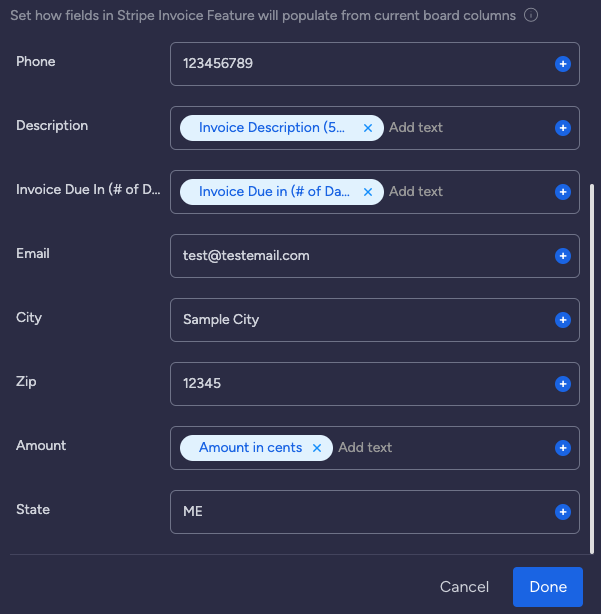 Set how fields in Stripe Invoice Feature will populate from current board columns
Phone
123456789
Description
Invoice Description (5...
Add text
Invoice Due In (# of D...
Invoice Due in (# of Da...
Add text
Email
test@testemail.com
City
Sample City
Zip
12345
Amount
Amount in cents
Add text
State
ME
Cancel
Done